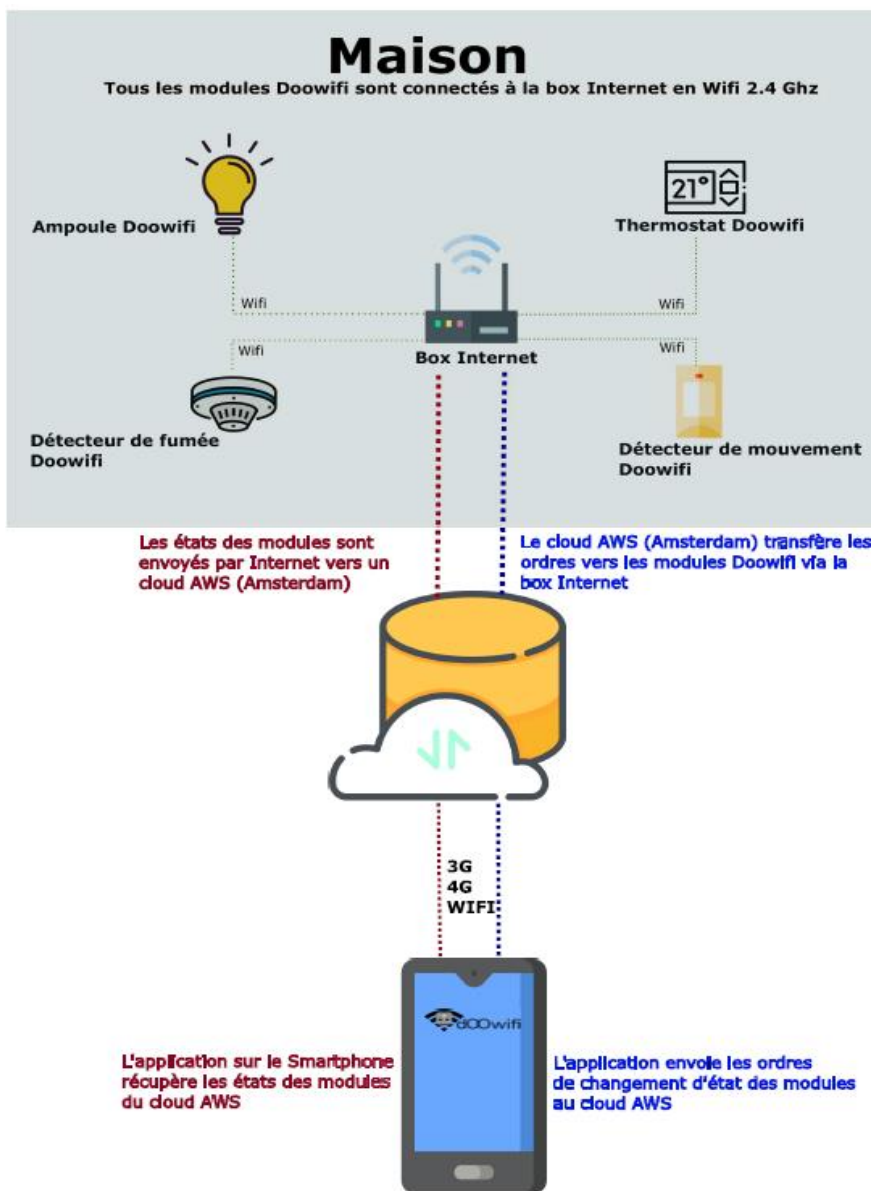 Maison
Tous les modules Doowifi sont connectés à la box Internet en Wifi 2.4 Ghz
21°
Ampoule Doowifi
Thermostat Doowifi
Wifi
Wifi
Box Internet
Wifi
Wifi
Détecteur de fumée
Doowifi
Détecteur de mouvement
Doowifi
Les états des modules sont
envoyés par Internet vers un
cloud AWS (Amsterdam)
Le cloud AWS (Amsterdam) transfère les
ordres vers les modules Doowifi via la
box Internet
3G
4G
WIFI
dOOwifi
L'application sur le Smartphone
récupère les états des modules
du cloud AWS
L'application envoie les ordres
de changement d'état des modules
au cloud AWS